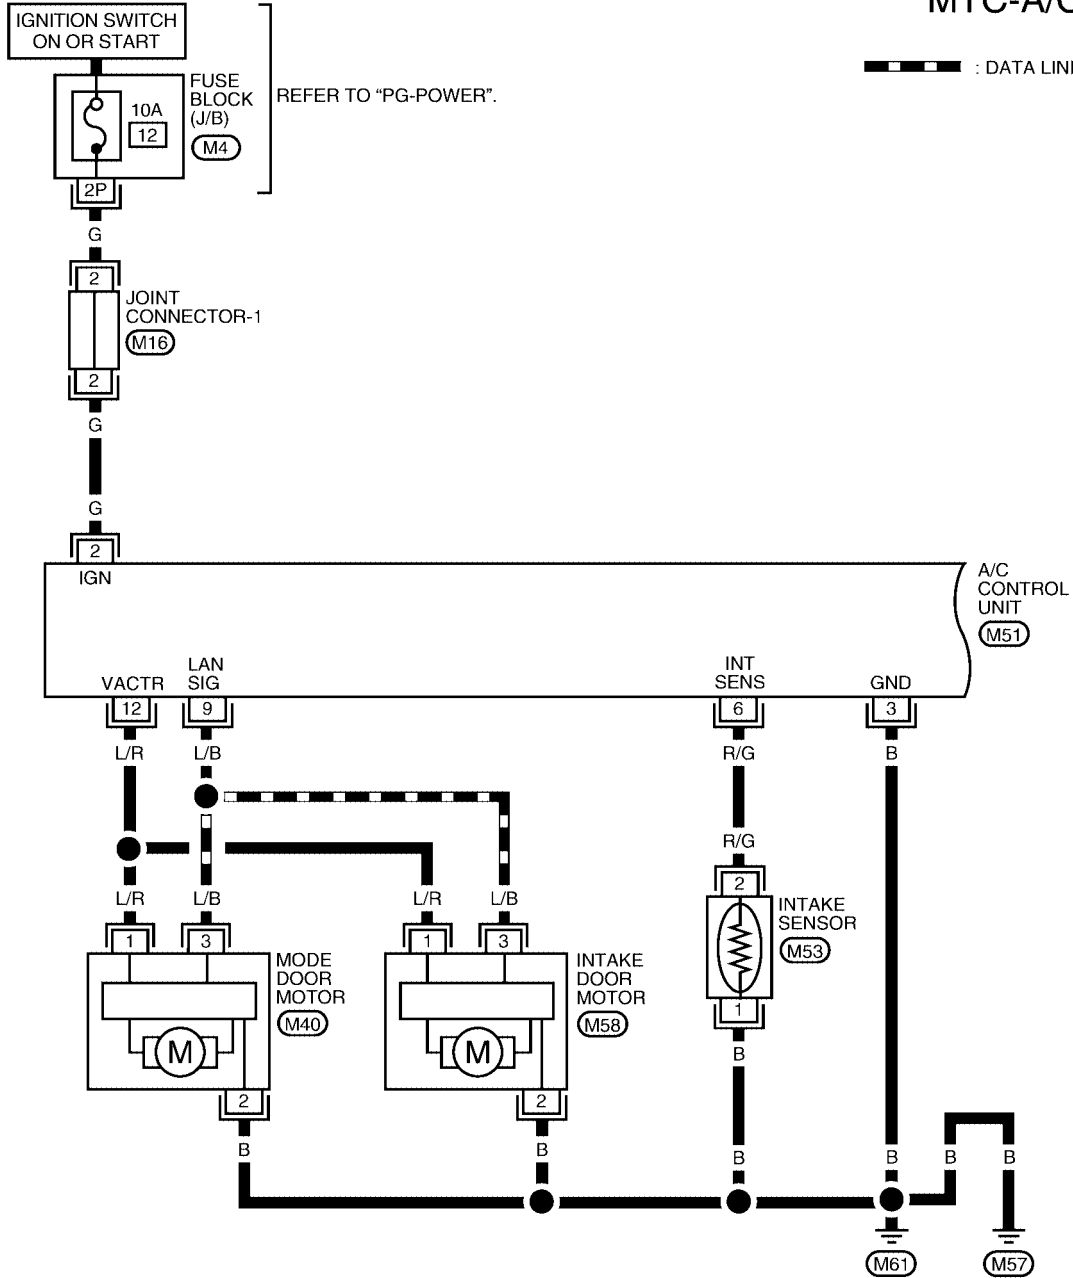 IGNITION SWITCH
ON OR START
MTC-A/C
: DATA LINE
FUSE
BLOCK
(J/B)
M4
REFER TO “PG-POWER”.
10A
12
2P
G
2
JOINT
CONNECTOR-1
M16
2
G
G
2
IGN
A/C
CONTROL
UNIT
M51
VACTR
LAN
SIG
INT
SENS
GND
12
9
6
3
L/R
L/B
R/G
B
R/G
L/R
L/B
L/R
L/B
2
INTAKE
SENSOR
M53
1
3
1
3
MODE
DOOR
MOTOR
M40
INTAKE
DOOR
MOTOR
M58
1
M
M
B
2
2
B
B
B
B
B
B
M61
M57